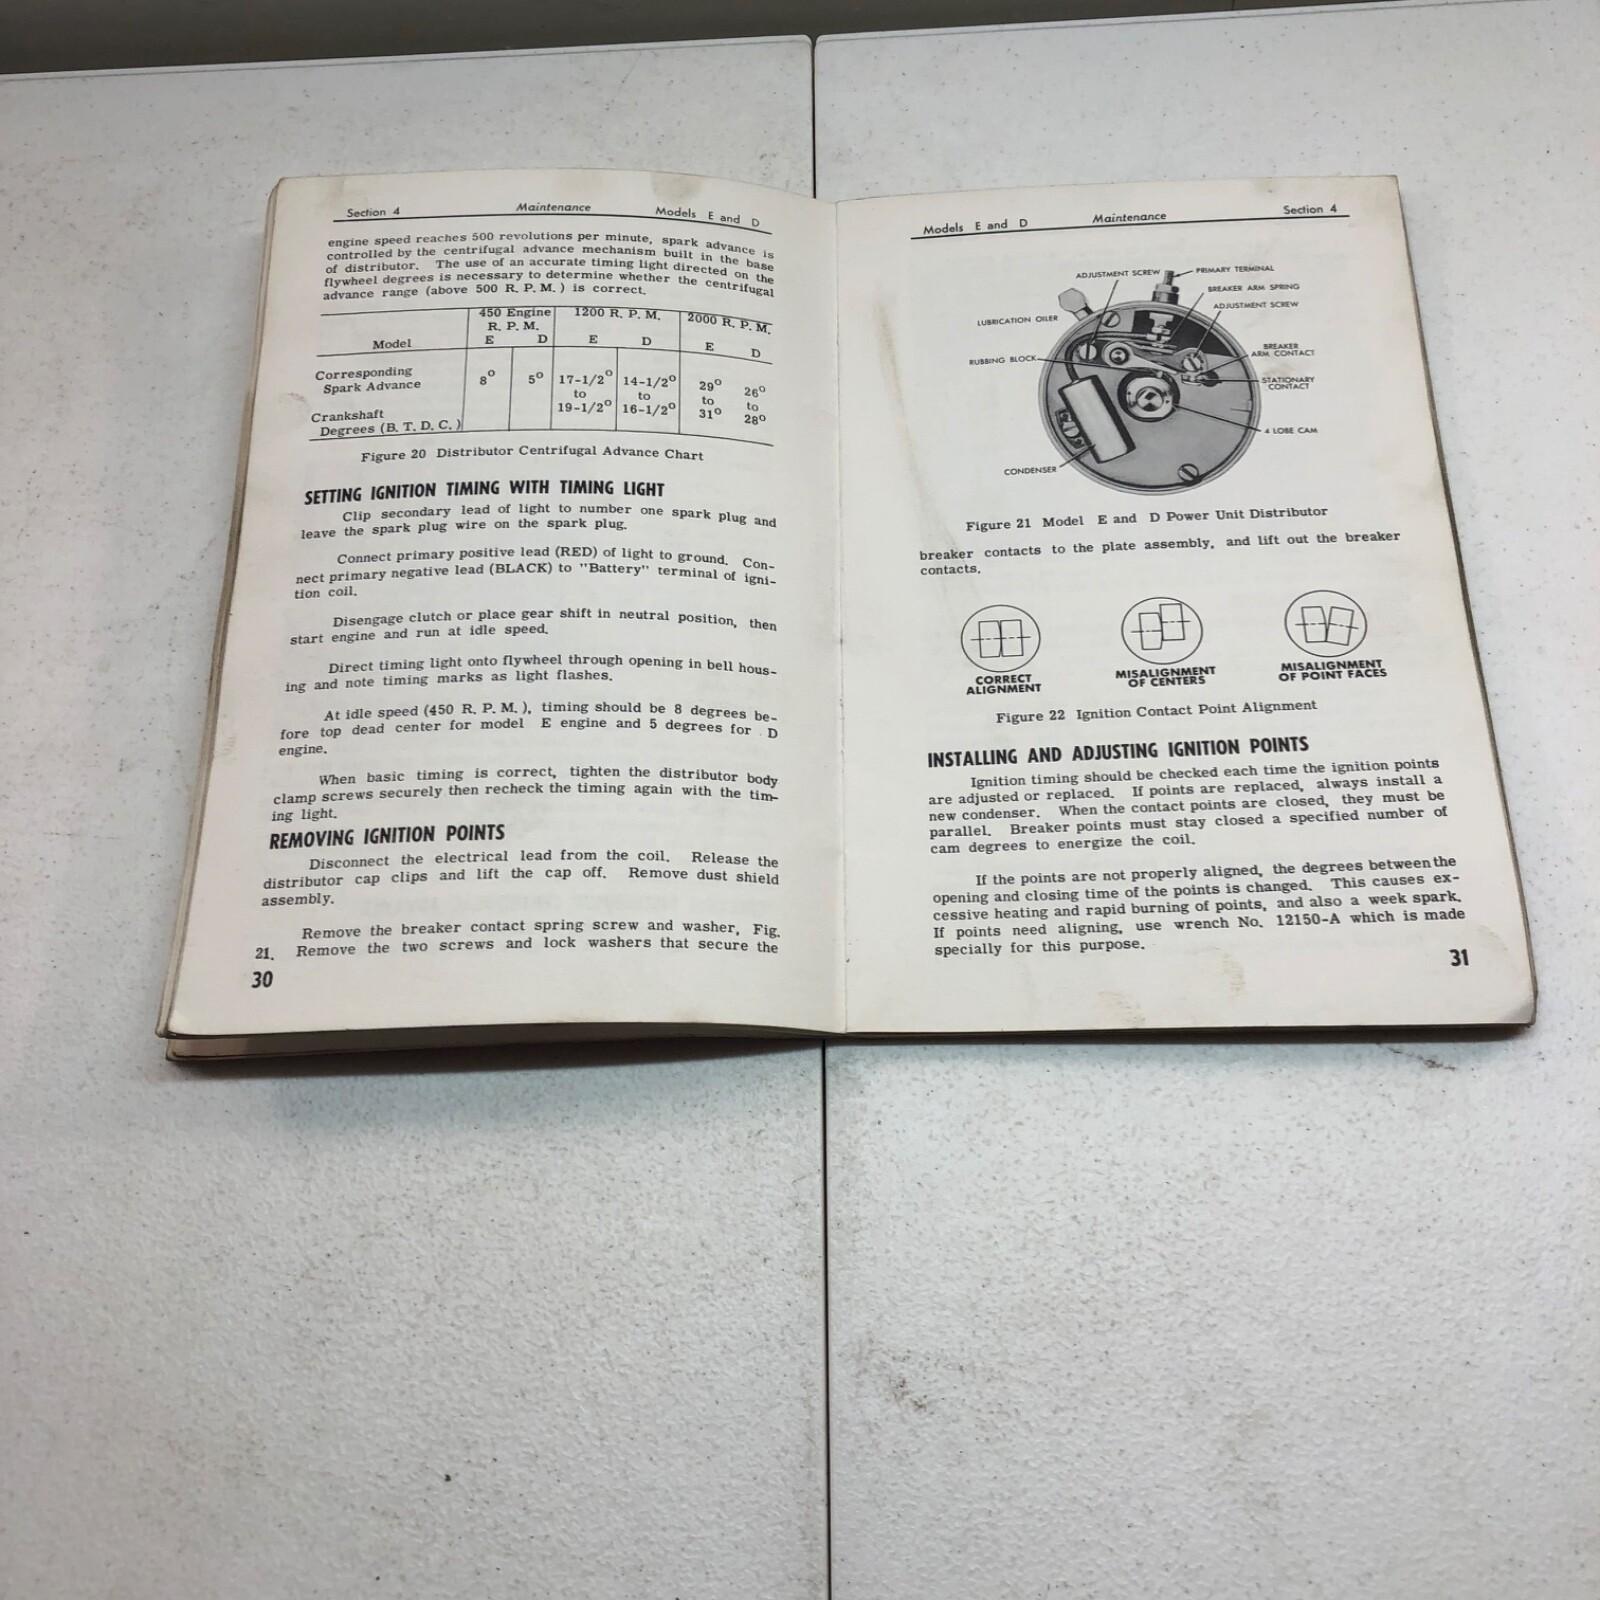 Section 4 Maintenance Models E and D
engine speed reaches 500 revolutions per minute, spark advance is
controlled by the centrifugal advance mechanism built in the base
of distributor. The use of an accurate timing light directed on the
flywheel degrees is necessary to determine whether the centrifugal
advance range (above 500 R. P. M. ) is correct.
450 Engine 1200 R. P. M. 2000 R. P. M.
R. P. M.
Model E D E D E D
Corresponding
Spark Advance 8° 5° 17-1/2° 14-1/2° 29° 26°
to to to to
Crankshaft 19-1/2° 16-1/2° 31° 28°
Degrees (B. T. D. C. )
Figure 20 Distributor Centrifugal Advance Chart
SETTING IGNITION TIMING WITH TIMING LIGHT
Clip secondary lead of light to number one spark plug and
leave the spark plug wire on the spark plug.
Connect primary positive lead (RED) of light to ground. Con-
nect primary negative lead (BLACK) to "Battery" terminal of igni-
tion coil.
Disengage clutch or place gear shift in neutral position, then
start engine and run at idle speed.
Direct timing light onto flywheel through opening in bell hous-
ing and note timing marks as light flashes.
At idle speed (450 R. P. M. ), timing should be 8 degrees be-
fore top dead center for model E engine and 5 degrees for D
engine.
When basic timing is correct, tighten the distributor body
clamp screws securely then recheck the timing again with the tim-
ing light.
REMOVING IGNITION POINTS
Disconnect the electrical lead from the coil. Release the
distributor cap clips and lift the cap off. Remove dust shield
assembly.
Remove the breaker contact spring screw and washer, Fig.
21. Remove the two screws and lock washers that secure the
30
Models E and D Maintenance Section 4
ADJUSTMENT SCREW
PRIMARY TERMINAL
BREAKER ARM SPRING
ADJUSTMENT SCREW
LUBRICATION OILER
BREAKER
ARM CONTACT
RUBBING BLOCK
STATIONARY
CONTACT
4 LOBE CAM
CONDENSER
Figure 21 Model E and D Power Unit Distributor
breaker contacts to the plate assembly, and lift out the breaker
contacts.
CORRECT
ALIGNMENT
MISALIGNMENT
OF CENTERS
MISALIGNMENT
OF POINT FACES
Figure 22 Ignition Contact Point Alignment
INSTALLING AND ADJUSTING IGNITION POINTS
Ignition timing should be checked each time the ignition points
are adjusted or replaced. If points are replaced, always install a
new condenser. When the contact points are closed, they must be
parallel. Breaker points must stay closed a specified number of
cam degrees to energize the coil.
If the points are not properly aligned, the degrees between the
opening and closing time of the points is changed. This causes ex-
cessive heating and rapid burning of points, and also a week spark.
If points need aligning, use wrench No. 12150-A which is made
specially for this purpose.
31